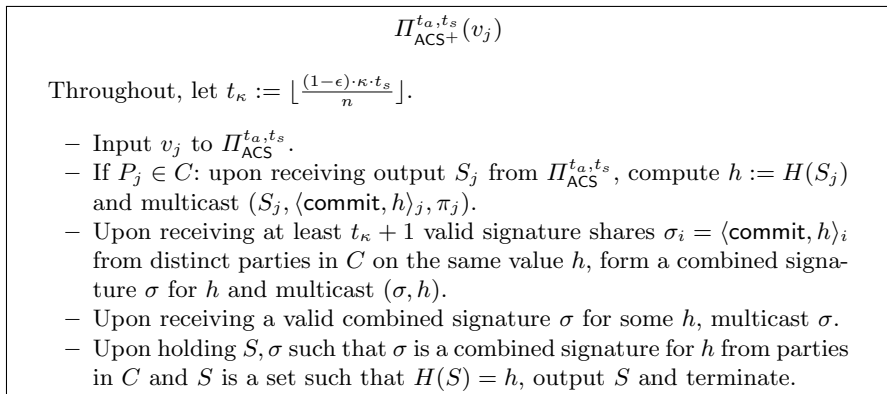 Π^{t_a,t_s}_{ACS+}(v_j)
Throughout, let t_κ := ⌊\frac{(1−ϵ)·κ·t_s}{n}⌋.
– Input v_j to Π^{t_a,t_s}_{ACS}.
– If P_j ∈ C: upon receiving output S_j from Π^{t_a,t_s}_{ACS}, compute h := H(S_j)
and multicast (S_j, ⟨commit, h⟩_j, π_j).
– Upon receiving at least t_κ + 1 valid signature shares σ_i = ⟨commit, h⟩_i
from distinct parties in C on the same value h, form a combined signa-
ture σ for h and multicast (σ, h).
– Upon receiving a valid combined signature σ for some h, multicast σ.
– Upon holding S, σ such that σ is a combined signature for h from parties
in C and S is a set such that H(S) = h, output S and terminate.